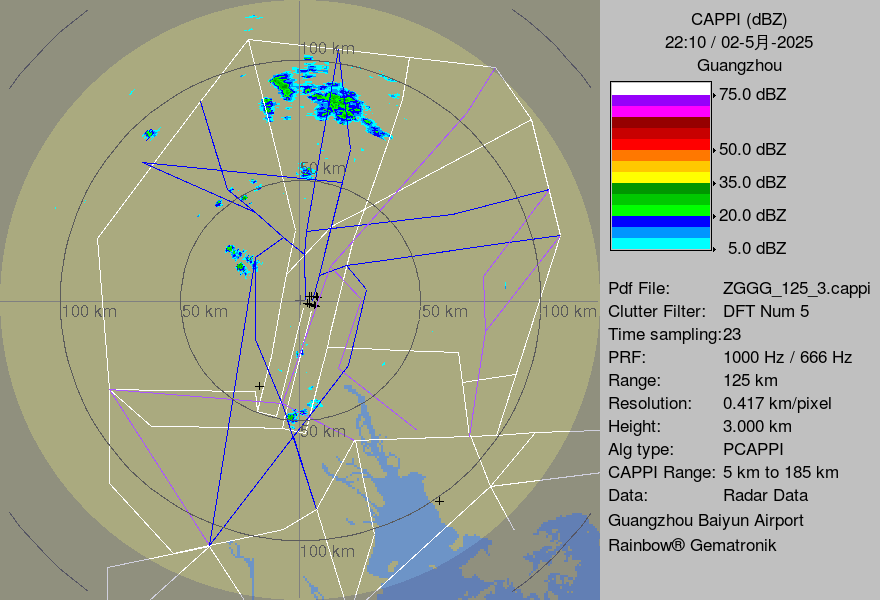 CAPPI (dBZ)
22:10 / 02-5月-2025
Guangzhou
75.0 dBZ
50.0 dBZ
35.0 dBZ
20.0 dBZ
5.0 dBZ
100 km
50 km
100 km
50 km
50 km
100 km
50 km
100 km
Pdf File: ZGGG_125_3.cappi
Clutter Filter: DFT Num 5
Time sampling:23
PRF: 1000 Hz / 666 Hz
Range: 125 km
Resolution: 0.417 km/pixel
Height: 3.000 km
Alg type: PCAPPI
CAPPI Range: 5 km to 185 km
Data: Radar Data
Guangzhou Baiyun Airport
Rainbow® Gematronik